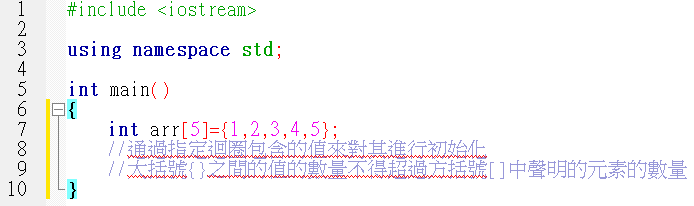 1 #include <iostream>
2
3 using namespace std;
4
5 int main()
6 {
7 int arr[5]={1,2,3,4,5};
8 //通過指定迴圈包含的值來對其進行初始化
9 //大括號{}之間的值的數量不得超過方括號[]中聲明的元素的數量
10 }